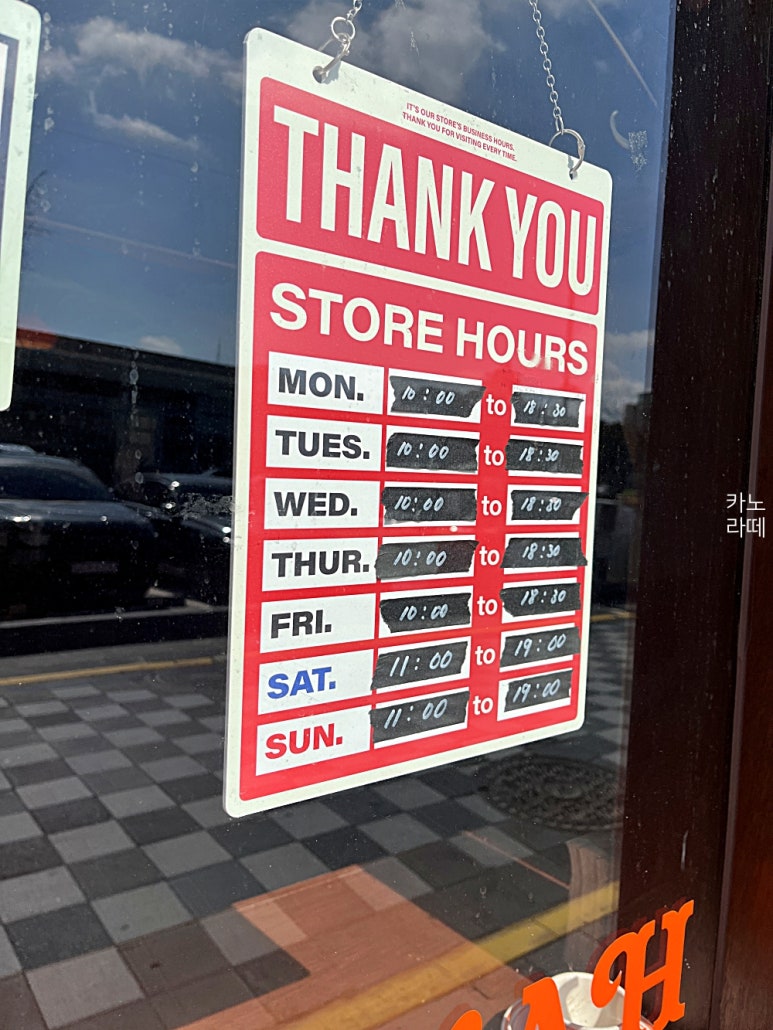 IT'S OUR STORE'S BUSINESS HOURS.
THANK YOU FOR VISITING EVERY TIME.
THANK YOU
STORE HOURS
MON. 10:00 to 18:30
TUES. 10:00 to 18:30
WED. 10:00 to 18:30
THUR. 10:00 to 18:30
FRI. 10:00 to 18:30
SAT. 11:00 to 19:00
SUN. 11:00 to 19:00
카노
라떼
AH